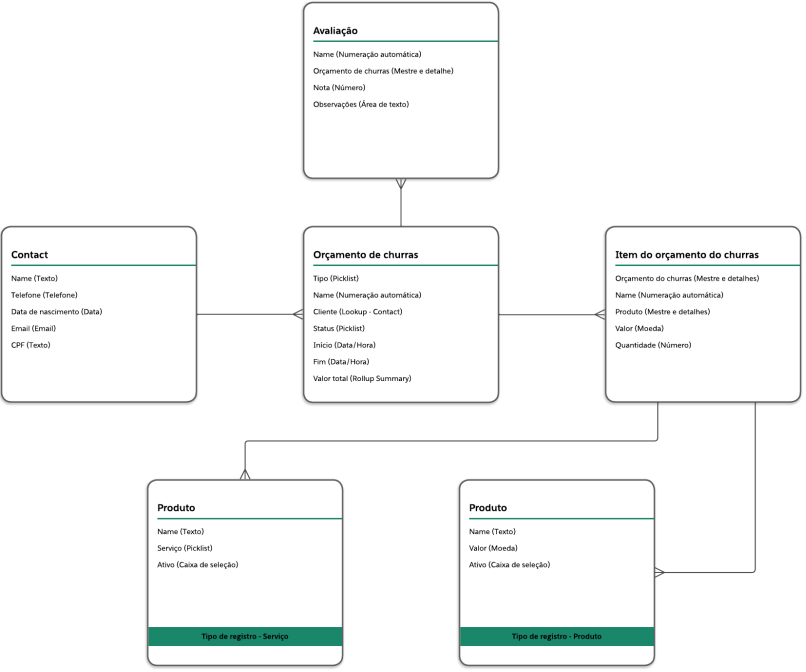 Avaliação
Name (Numeração automática)
Orçamento de churras (Mestre e detalhe)
Nota (Número)
Observações (Área de texto)
Contact
Name (Texto)
Telefone (Telefone)
Data de nascimento (Data)
Email (Email)
CPF (Texto)
Orçamento de churras
Tipo (Picklist)
Name (Numeração automática)
Cliente (Lookup - Contact)
Status (Picklist)
Início (Data/Hora)
Fim (Data/Hora)
Valor total (Rollup Summary)
Item do orçamento do churras
Orçamento do churras (Mestre e detalhes)
Name (Numeração automática)
Produto (Mestre e detalhes)
Valor (Moeda)
Quantidade (Número)
Produto
Name (Texto)
Serviço (Picklist)
Ativo (Caixa de seleção)
Tipo de registro - Serviço
Produto
Name (Texto)
Valor (Moeda)
Ativo (Caixa de seleção)
Tipo de registro - Produto